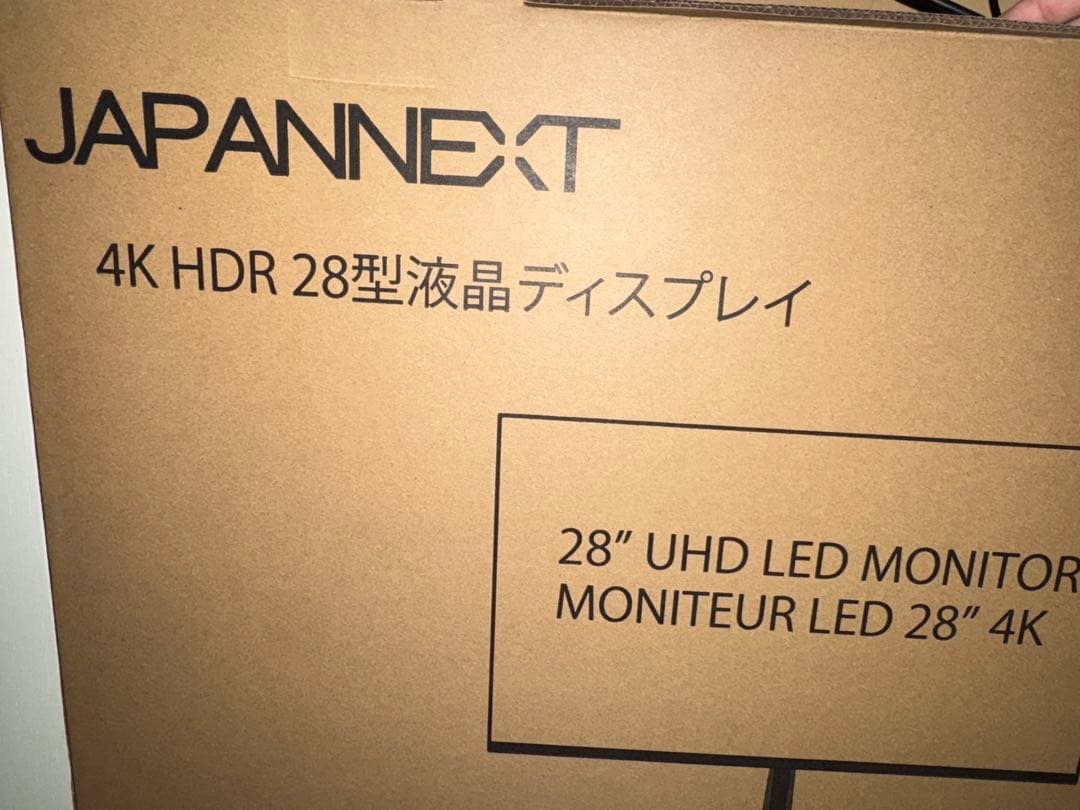 JAPANNEXT
4K HDR 28型液晶ディスプレイ
28” UHD LED MONITOR
MONITEUR LED 28” 4K